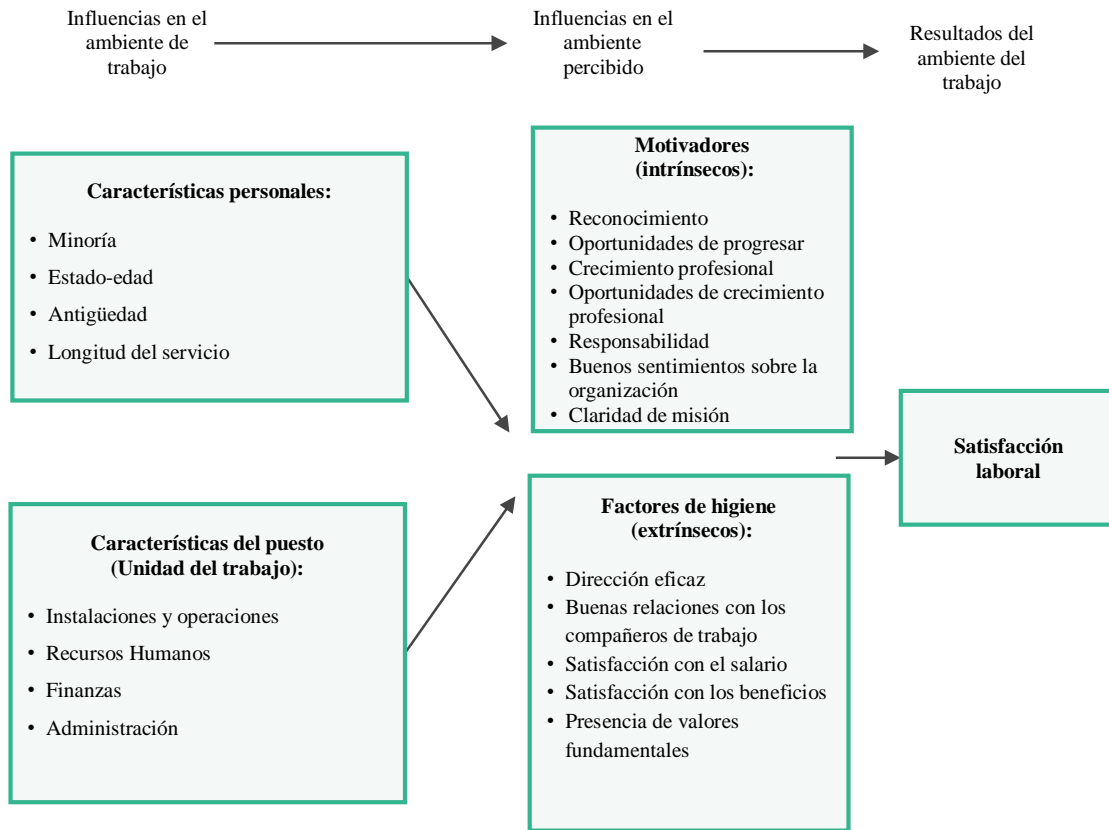 Influencias en el
ambiente de
trabajo
Influencias en el
ambiente
percibido
Resultados del
ambiente del
trabajo
Características personales:
• Minoría
• Estado-edad
• Antigüedad
• Longitud del servicio
Características del puesto
(Unidad del trabajo):
• Instalaciones y operaciones
• Recursos Humanos
• Finanzas
• Administración
Motivadores
(intrínsecos):
• Reconocimiento
• Oportunidades de progresar
• Crecimiento profesional
• Oportunidades de crecimiento
profesional
• Responsabilidad
• Buenos sentimientos sobre la
organización
• Claridad de misión
Factores de higiene
(extrínsecos):
• Dirección eficaz
• Buenas relaciones con los
compañeros de trabajo
• Satisfacción con el salario
• Satisfacción con los beneficios
• Presencia de valores
fundamentales
Satisfacción
laboral